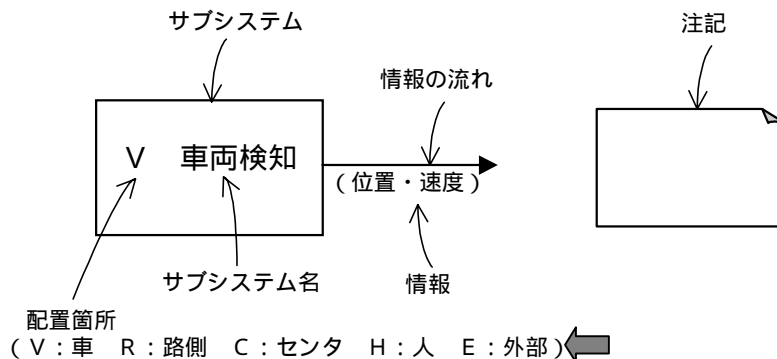 サブシステム
注記
情報の流れ
V 車両検知
(位置・速度)
サブシステム名
情報
配置箇所
(V:車 R:路側 C:センタ H:人 E:外部)